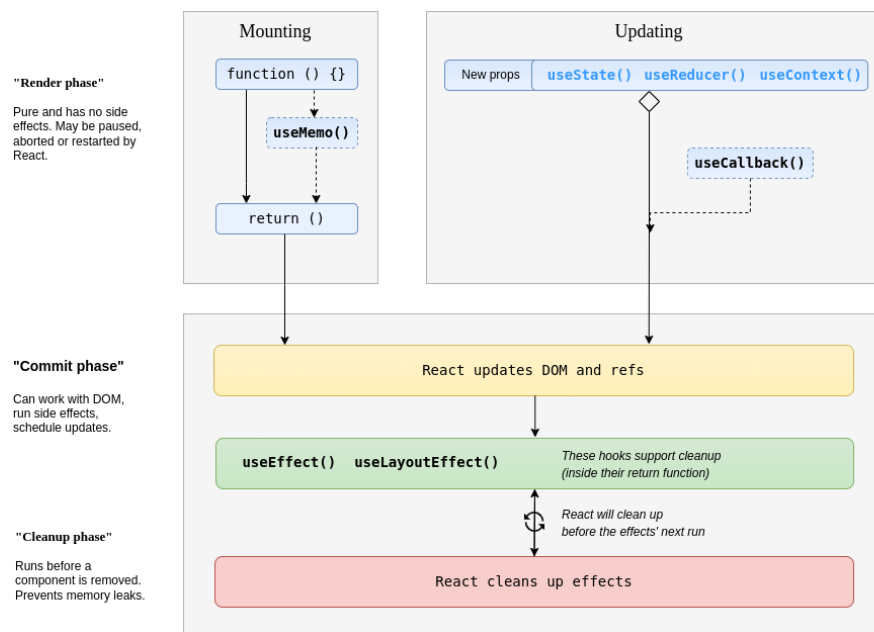 Mounting
Updating
"Render phase"
Pure and has no side
effects. May be paused,
aborted or restarted by
React.
function () {}
useMemo()
return ()
New props
useState() useReducer() useContext()
useCallback()
"Commit phase"
Can work with DOM,
run side effects,
schedule updates.
React updates DOM and refs
useEffect() useLayoutEffect()
These hooks support cleanup
(inside their return function)
React will clean up
before the effects' next run
"Cleanup phase"
Runs before a
component is removed.
Prevents memory leaks.
React cleans up effects